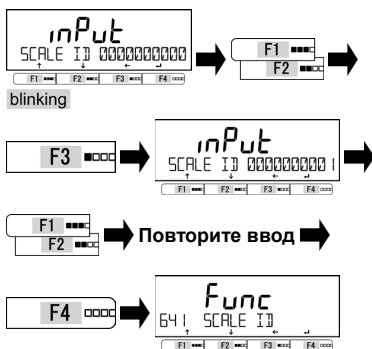 inPut
SCALE ID 0000000000
↑ ↓ ← ↵
F1 F2 F3 F4
blinking
F1
F2
F3
inPut
SCALE ID 0000000001
↑ ↓ ← ↵
F1 F2 F3 F4
F1
F2
Повторите ввод
F4
Func
641 SCALE ID
↑ ↓ ← ↵
F1 F2 F3 F4